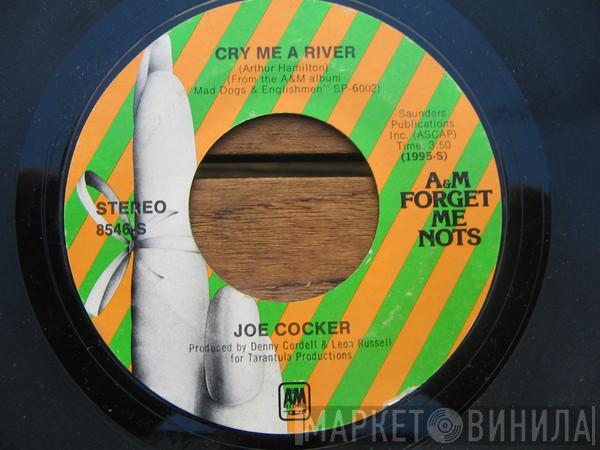 CRY ME A RIVER
(Arthur Hamilton)
(From the A&M album
"Mad Dogs & Englishmen" SP-6002)
Saunders
Publications
Inc. (ASCAP)
Time: 3:50
(1995-S)
STEREO
8546-S
A&M
FORGET
ME
NOTS
JOE COCKER
Produced by Denny Cordell & Leon Russell
for Tarantula Productions
A&M
RECORDS
МАРКЕТ ВИНИЛА